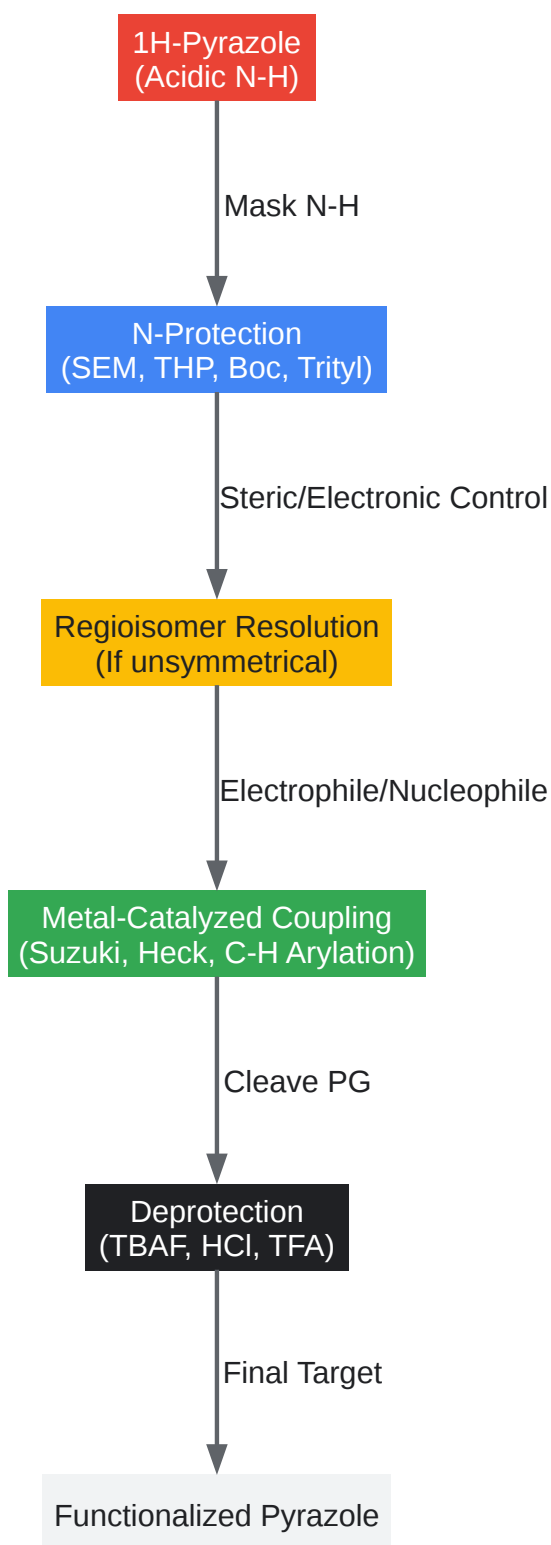 1H-Pyrazole
(Acidic N-H)
Mask N-H
N-Protection
(SEM, THP, Boc, Trityl)
Steric/Electronic Control
Regioisomer Resolution
(If unsymmetrical)
Electrophile/Nucleophile
Metal-Catalyzed Coupling
(Suzuki, Heck, C-H Arylation)
Cleave PG
Deprotection
(TBAF, HCl, TFA)
Final Target
Functionalized Pyrazole